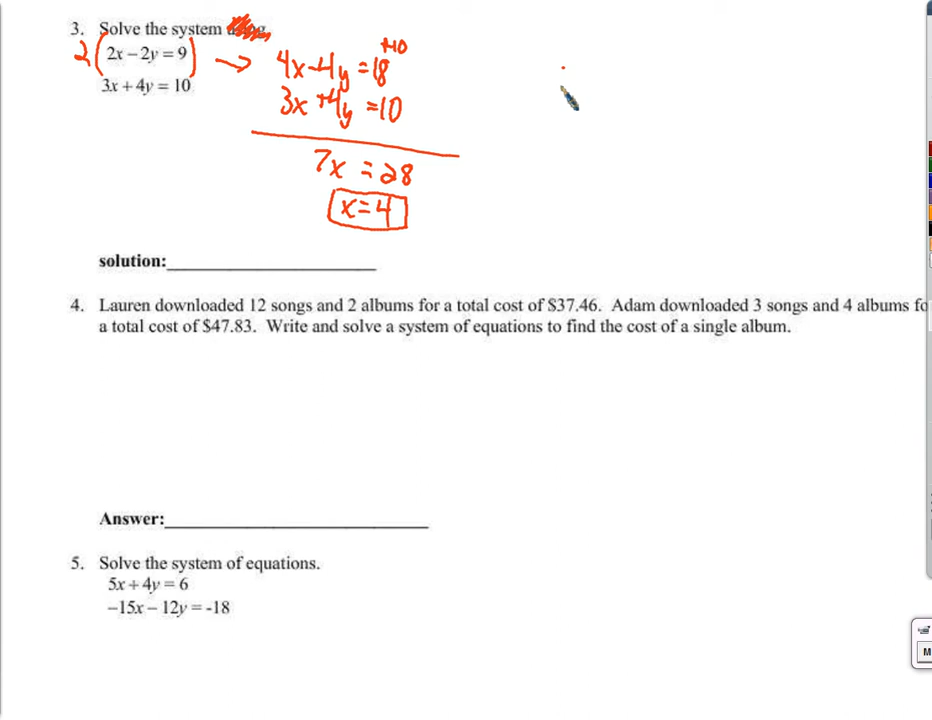 3. Solve the system
2(2x – 2y = 9) → 4x – 4y = 18 +10
3x + 4y = 10 3x + 4y = 10
7x = 28
x = 4
solution:
4. Lauren downloaded 12 songs and 2 albums for a total cost of $37.46. Adam downloaded 3 songs and 4 albums fo
a total cost of $47.83. Write and solve a system of equations to find the cost of a single album.
Answer:
5. Solve the system of equations.
5x + 4y = 6
–15x – 12y = -18
M